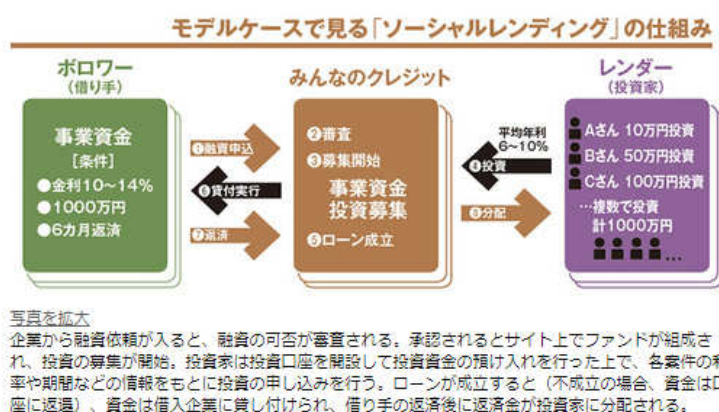 モデルケースで見る「ソーシャルレンディング」の仕組み
ボロワー
(借り手)
事業資金
[条件]
●金利10〜14%
●1000万円
●6カ月返済
❶融資申込
❻貸付実行
❼返済
みんなのクレジット
❷審査
❸募集開始
事業資金
投資募集
❺ローン成立
平均年利
6〜10%
❹投資
❽分配
レンダー
(投資家)
Aさん 10万円投資
Bさん 50万円投資
Cさん 100万円投資
…複数で投資
計1000万円
…
写真を拡大
企業から融資依頼が入ると、融資の可否が審査される。承認されるとサイト上でファンドが組成さ
れ、投資の募集が開始。投資家は投資口座を開設して投資資金の預け入れを行った上で、各案件の利
率や期間などの情報をもとに投資の申し込みを行う。ローンが成立すると（不成立の場合、資金は口
座に返還）、資金は借入企業に貸し付けられ、借り手の返済後に返済金が投資家に分配される。